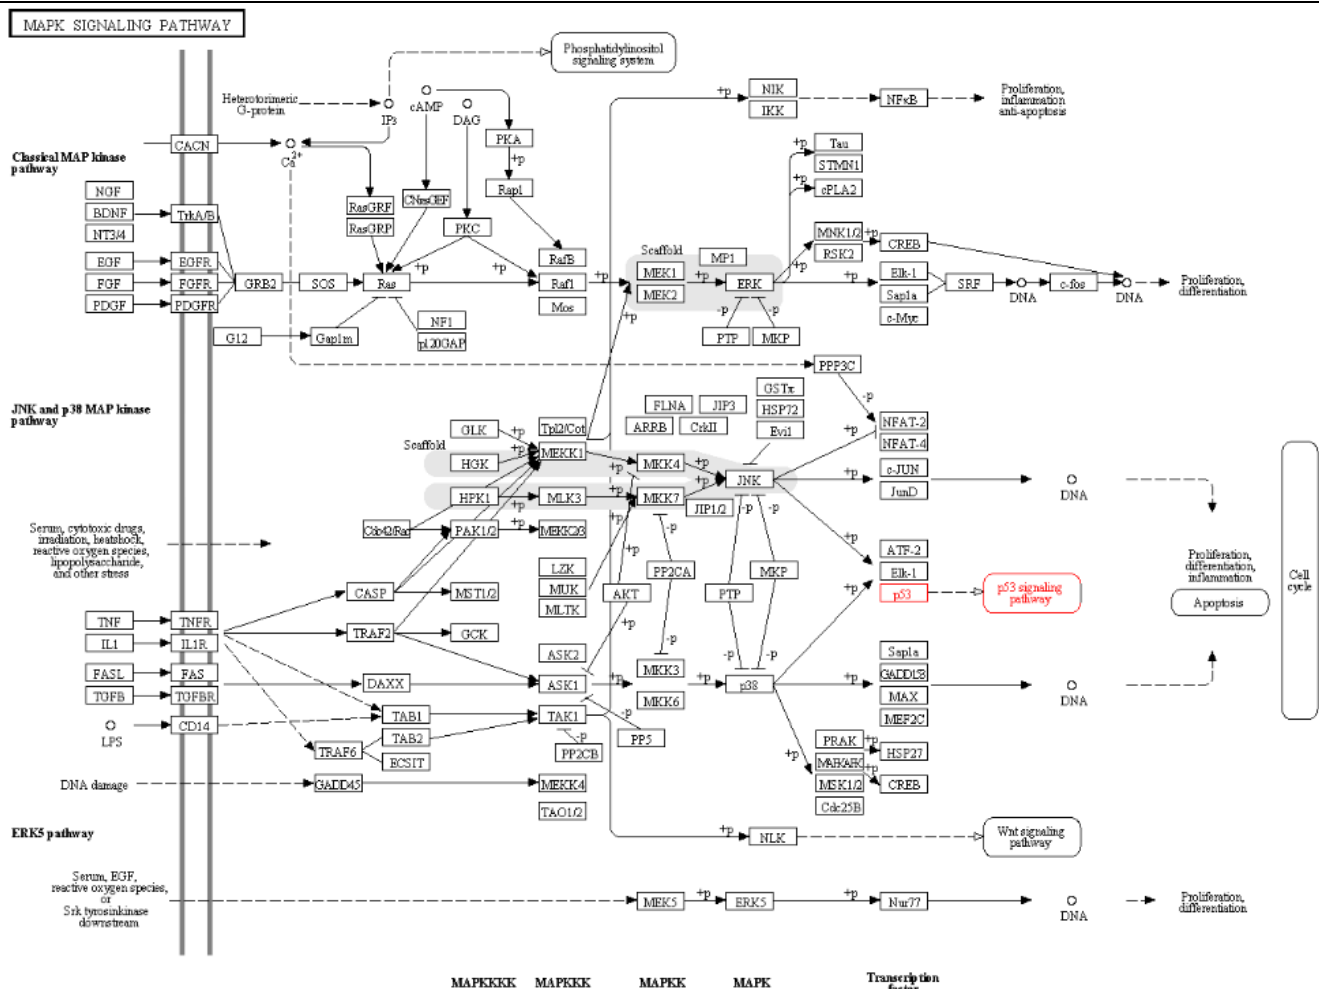 MAPK SIGNALING PATHWAY
Phosphatidylinositol
signaling system
Heterotorimeric
G-protein
IP3
cAMP
DAG
PKA
+p
NIK
IKK
+p
NFκB
Proliferation,
inflammation
anti-apoptosis
CACN
Ca2+
Classical MAP kinase
pathway
NGF
BDNF
NT3/4
TrkA/B
RasGRF
RasGRP
CNrasGEF
PKC
Rap1
Tau
STMN1
cPLA2
+p
+p
EGF
EGFR
FGF
FGFR
PDGF
PDGFR
GRB2
SOS
Ras
+p
+p
RafB
Raf1
Mos
+p
Scaffold
MEK1
MEK2
MP1
+p
ERK
+p
+p
MNK1/2
RSK2
+p
CREB
Elk-1
Sap1a
c-Myc
SRF
DNA
c-fos
DNA
Proliferation,
differentiation
G12
Gap1m
NF1
p120GAP
-p
-p
PTP
MKP
PPP3C
-p
JNK and p38 MAP kinase
pathway
Scaffold
GLK
HGK
HPK1
+p
+p
+p
Tpl2/Cot
MEKK1
MLK3
FLNA
JIP3
ARRB
CrkII
GSTπ
HSP72
Evi1
+p
NFAT-2
NFAT-4
MKK4
MKK7
+p
+p
+p
+p
JNK
JIP1/2
+p
c-JUN
JunD
DNA
Cdc42/Rac
PAK1/2
+p
MEKK2/3
-p
-p
-p
+p
+p
Serum, cytotoxic drugs,
irradiation, heatshock,
reactive oxygen species,
lipopolysaccharide,
and other stress
LZK
MUK
MLTK
AKT
PP2CA
PTP
MKP
ATF-2
Elk-1
p53
p53 signaling
pathway
Proliferation,
differentiation,
inflammation
Apoptosis
Cell
cycle
CASP
MST1/2
TNF
TNFR
IL1
IL1R
TRAF2
GCK
+p
ASK2
-p
-p
-p
+p
FASL
FAS
TGFB
TGFBR
DAXX
ASK1
+p
MKK3
MKK6
+p
p38
+p
Sap1a
GADD153
MAX
MEF2C
DNA
LPS
CD14
TAB1
TAB2
ECSIT
TRAF6
TAK1
-p
-p
PP2CB
PP5
+p
PRAK
MAPKAPK
MSK1/2
Cdc25B
+p
+p
HSP27
CREB
DNA damage
GADD45
MEKK4
TAO1/2
ERK5 pathway
+p
NLK
Wnt signaling
pathway
Serum, EGF,
reactive oxygen species,
or
Srk tyrosinkinase
downstream
MEK5
+p
ERK5
+p
Nur77
DNA
Proliferation,
differentiation
MAPKKKK
MAPKKK
MAPKK
MAPK
Transcription
factor